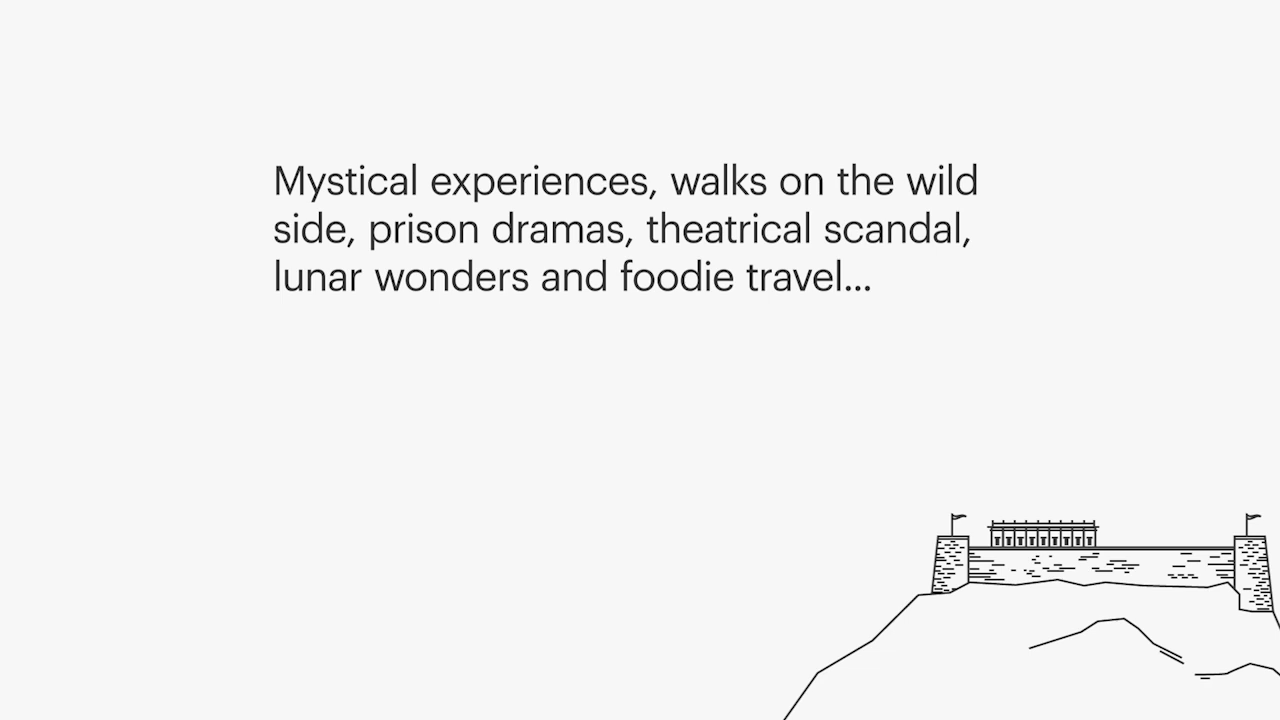 Mystical experiences, walks on the wild
side, prison dramas, theatrical scandal,
lunar wonders and foodie travel...